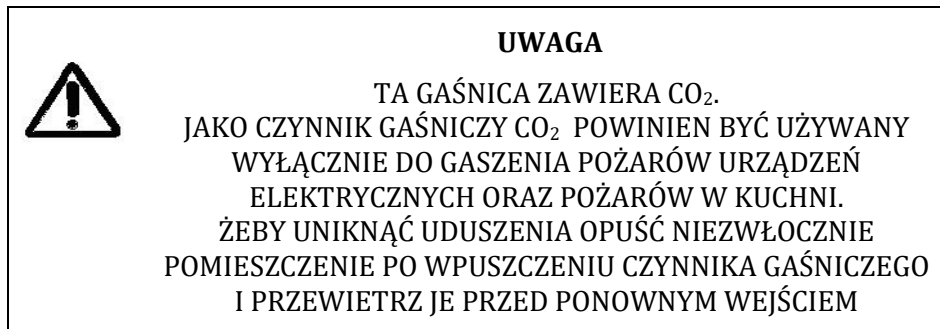 UWAGA
TA GAŚNICA ZAWIERA CO₂.
JAKO CZYNNIK GAŚNICZY CO₂ POWINIEN BYĆ UŻYWANY
WYŁĄCZNIE DO GASZENIA POŻARÓW URZĄDZEŃ
ELEKTRYCZNYCH ORAZ POŻARÓW W KUCHNI.
ŻEBY UNIKNĄĆ UDUSZENIA OPUŚĆ NIEZWŁOCZNIE
POMIESZCZENIE PO WPUSZCZENIU CZYNNIKA GAŚNICZEGO
I PRZEWIETRZ JE PRZED PONOWNYM WEJŚCIEM